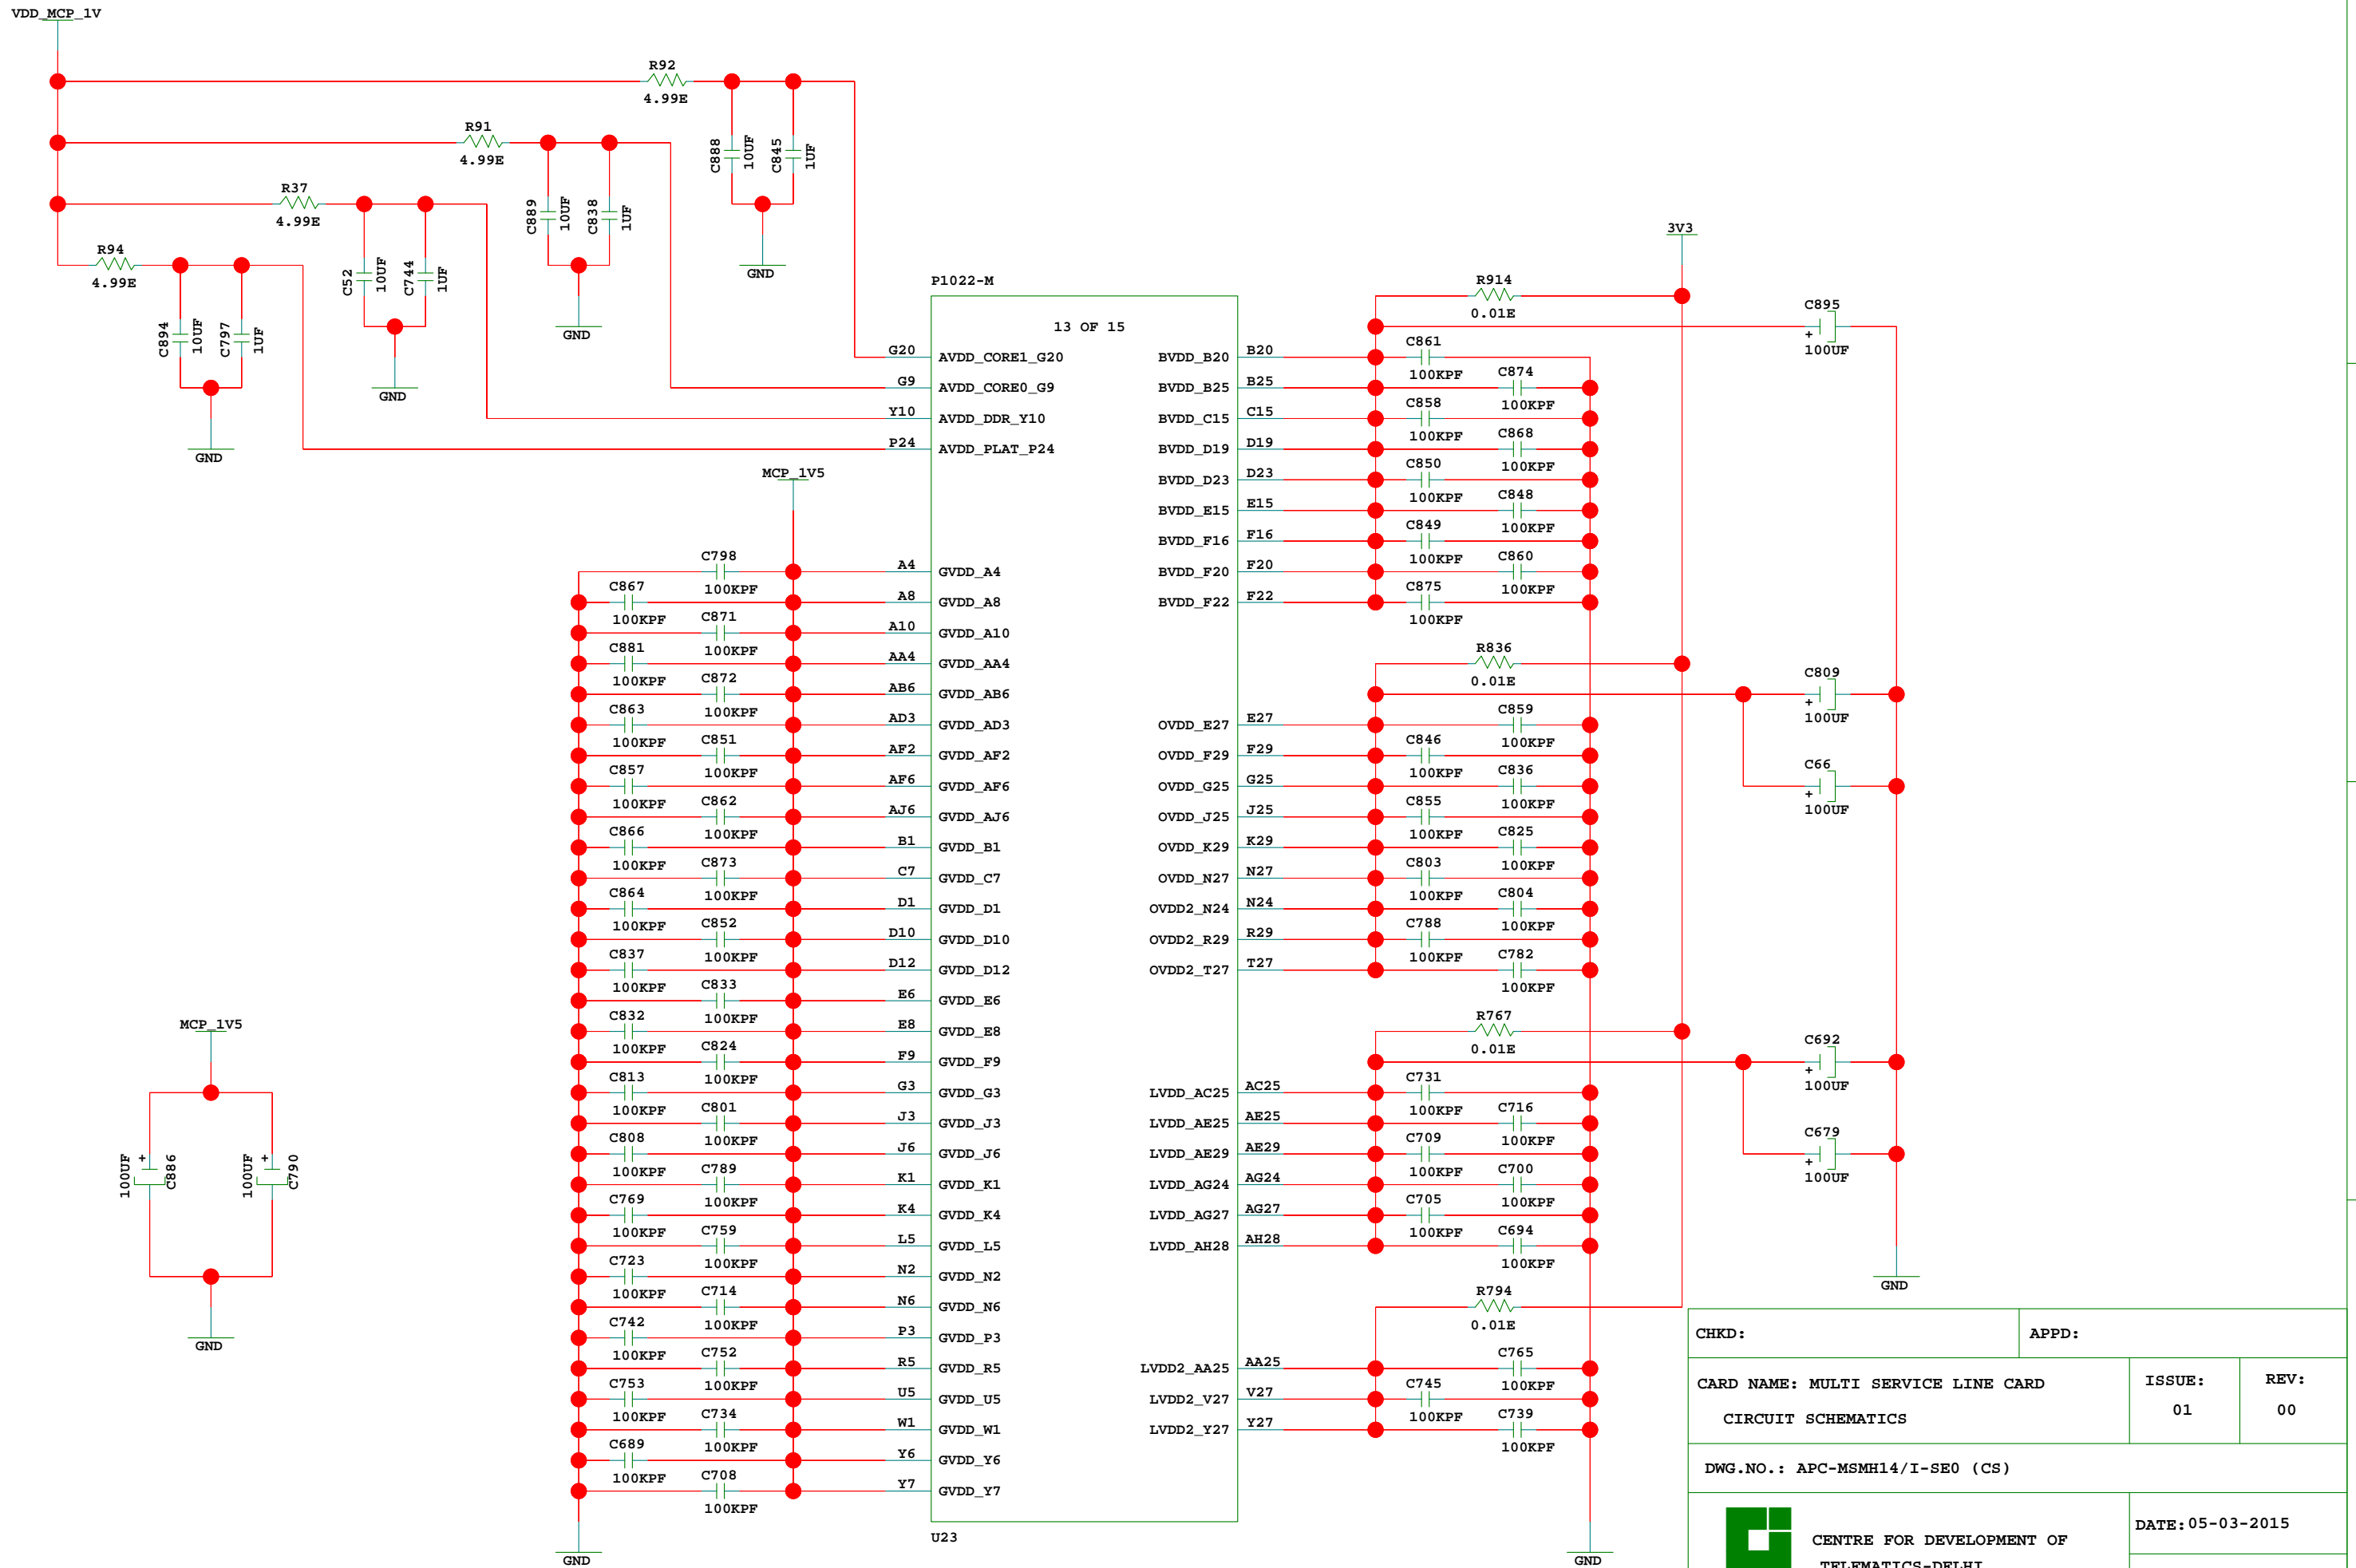 VDD_MCP_1V
R92
4.99E
C888
10UF
C845
1UF
GND
R91
4.99E
C889
10UF
C838
1UF
GND
R37
4.99E
C52
10UF
C744
1UF
GND
R94
4.99E
C894
10UF
C797
1UF
GND
P1022-M
13 OF 15
G20 AVDD_CORE1_G20
G9 AVDD_CORE0_G9
Y10 AVDD_DDR_Y10
P24 AVDD_PLAT_P24
MCP_1V5
C798 100KPF A4 GVDD_A4
C867 100KPF A8 GVDD_A8
C871 100KPF A10 GVDD_A10
C881 100KPF AA4 GVDD_AA4
C872 100KPF AB6 GVDD_AB6
C863 100KPF AD3 GVDD_AD3
C851 100KPF AF2 GVDD_AF2
C857 100KPF AF6 GVDD_AF6
C862 100KPF AJ6 GVDD_AJ6
C866 100KPF B1 GVDD_B1
C873 100KPF C7 GVDD_C7
C864 100KPF D1 GVDD_D1
C852 100KPF D10 GVDD_D10
C837 100KPF D12 GVDD_D12
C833 100KPF E6 GVDD_E6
C832 100KPF E8 GVDD_E8
C824 100KPF F9 GVDD_F9
C813 100KPF G3 GVDD_G3
C801 100KPF J3 GVDD_J3
C808 100KPF J6 GVDD_J6
C789 100KPF K1 GVDD_K1
C769 100KPF K4 GVDD_K4
C759 100KPF L5 GVDD_L5
C723 100KPF N2 GVDD_N2
C714 100KPF N6 GVDD_N6
C742 100KPF P3 GVDD_P3
C752 100KPF R5 GVDD_R5
C753 100KPF U5 GVDD_U5
C734 100KPF W1 GVDD_W1
C689 100KPF Y6 GVDD_Y6
C708 100KPF Y7 GVDD_Y7
GND
U23
MCP_1V5
100UF + C886
100UF + C790
GND
3V3
R914
0.01E
C895
+
100UF
BVDD_B20 B20 C861 100KPF
BVDD_B25 B25 C874 100KPF
BVDD_C15 C15 C858 100KPF
BVDD_D19 D19 C868 100KPF
BVDD_D23 D23 C850 100KPF
BVDD_E15 E15 C848 100KPF
BVDD_F16 F16 C849 100KPF
BVDD_F20 F20 C860 100KPF
BVDD_F22 F22 C875 100KPF
R836
0.01E
C809
+
100UF
C66
+
100UF
OVDD_E27 E27 C859 100KPF
OVDD_F29 F29 C846 100KPF
OVDD_G25 G25 C836 100KPF
OVDD_J25 J25 C855 100KPF
OVDD_K29 K29 C825 100KPF
OVDD_N27 N27 C803 100KPF
OVDD2_N24 N24 C804 100KPF
OVDD2_R29 R29 C788 100KPF
OVDD2_T27 T27 C782 100KPF
R767
0.01E
C692
+
100UF
C679
+
100UF
LVDD_AC25 AC25 C731 100KPF
LVDD_AE25 AE25 C716 100KPF
LVDD_AE29 AE29 C709 100KPF
LVDD_AG24 AG24 C700 100KPF
LVDD_AG27 AG27 C705 100KPF
LVDD_AH28 AH28 C694 100KPF
GND
R794
0.01E
LVDD2_AA25 AA25 C765 100KPF
LVDD2_V27 V27 C745 100KPF
LVDD2_Y27 Y27 C739 100KPF
GND
CHKD: APPD:
CARD NAME: MULTI SERVICE LINE CARD
CIRCUIT SCHEMATICS
ISSUE:
01
REV:
00
DWG.NO.: APC-MSMH14/I-SE0 (CS)
CENTRE FOR DEVELOPMENT OF
TELEMATICS-DELHI
DATE: 05-03-2015